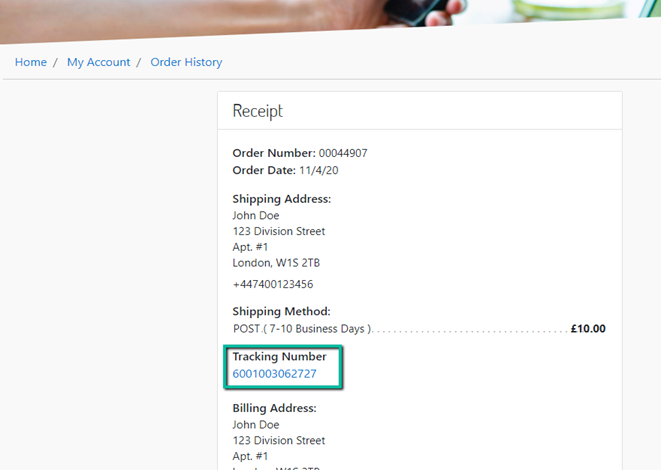 Home / My Account / Order History
Receipt
Order Number: 00044907
Order Date: 11/4/20
Shipping Address:
John Doe
123 Division Street
Apt. #1
London, W1S 2TB
+447400123456
Shipping Method:
POST ( 7-10 Business Days ) £10.00
Tracking Number
6001003062727
Billing Address:
John Doe
123 Division Street
Apt. #1